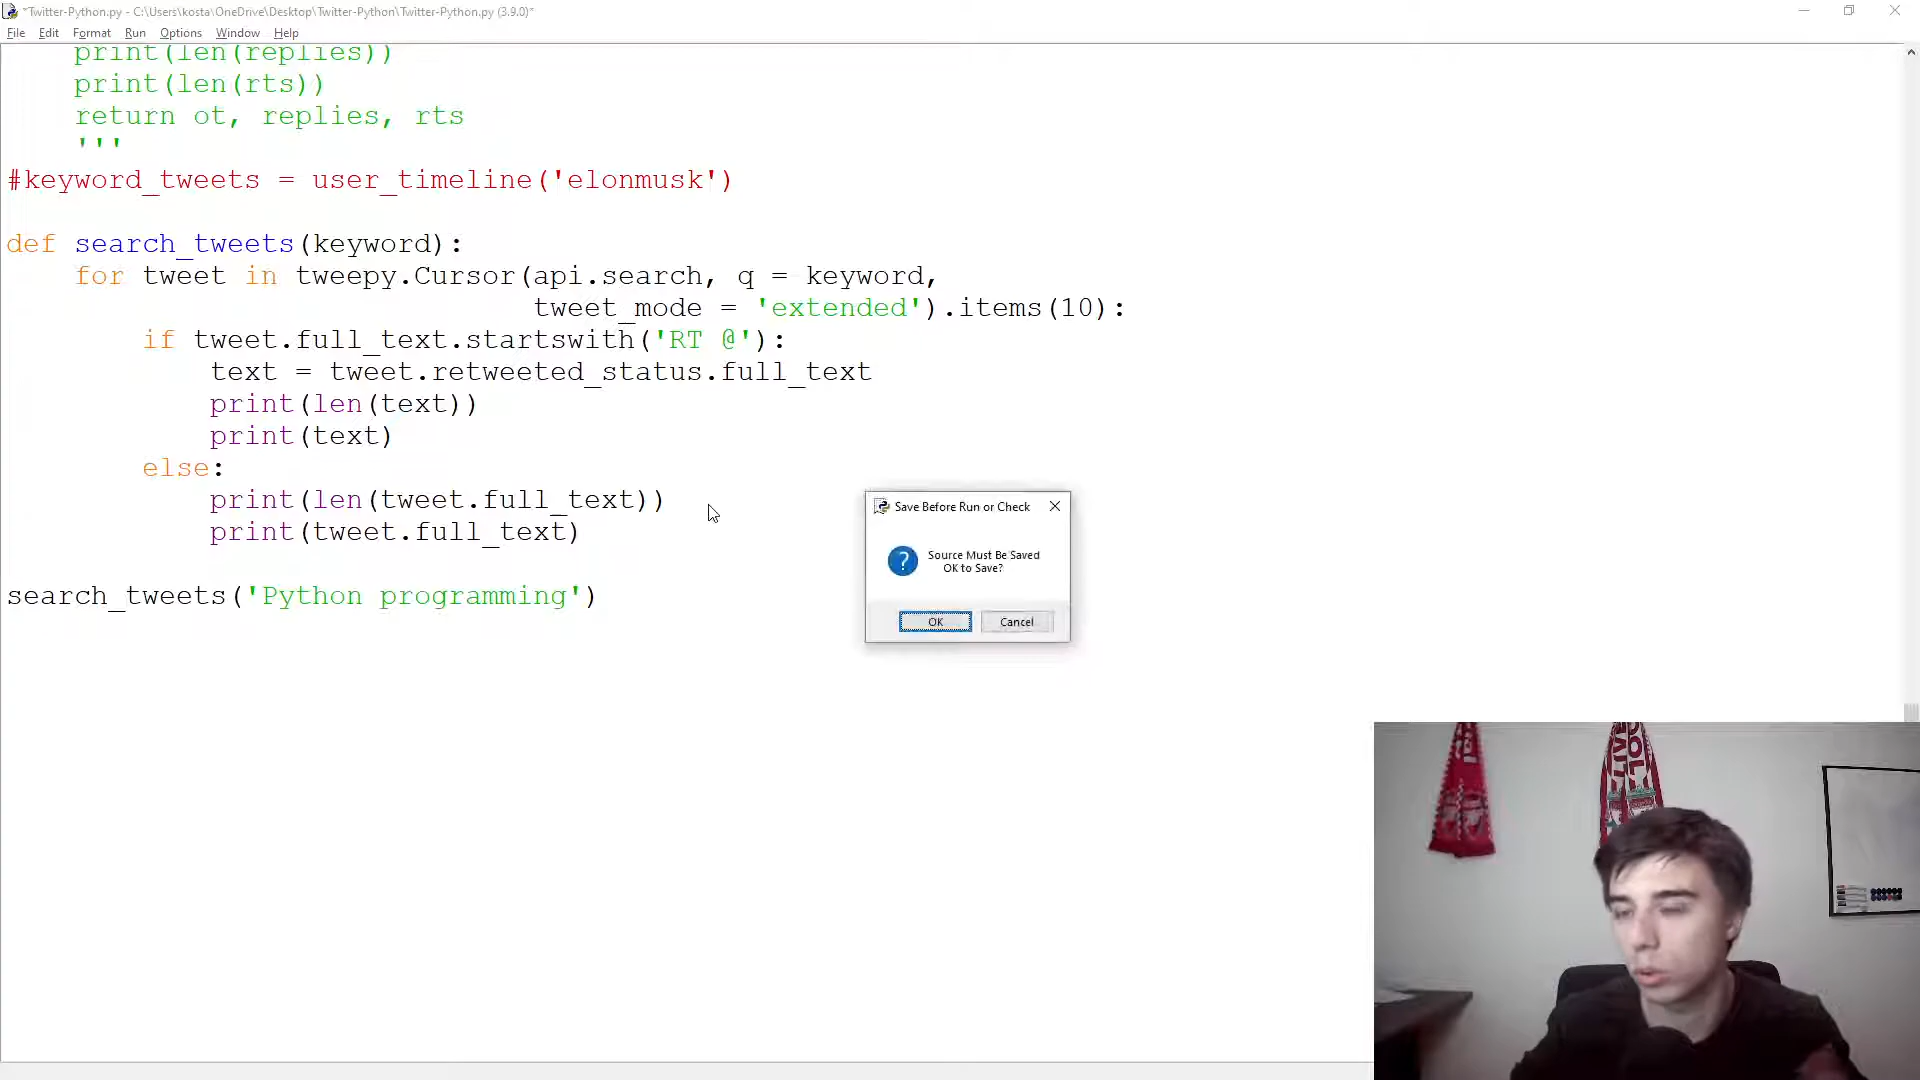 *Twitter-Python.py - C:\Users\kosta\OneDrive\Desktop\Twitter-Python\Twitter-Python.py (3.9.0)*
File Edit Format Run Options Window Help
print(len(replies))
print(len(rts))
return ot, replies, rts
'''
#keyword_tweets = user_timeline('elonmusk')
def search_tweets(keyword):
for tweet in tweepy.Cursor(api.search, q = keyword,
tweet_mode = 'extended').items(10):
if tweet.full_text.startswith('RT @'):
text = tweet.retweeted_status.full_text
print(len(text))
print(text)
else:
print(len(tweet.full_text))
print(tweet.full_text)
search_tweets('Python programming')
Save Before Run or Check
?
Source Must Be Saved
OK to Save?
OK Cancel